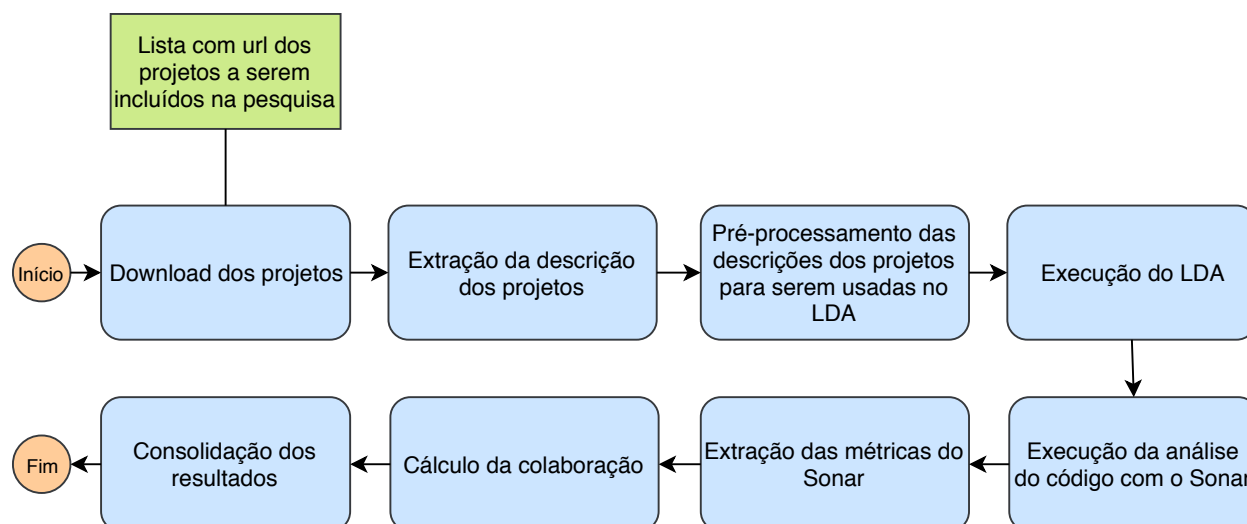 Lista com url dos
projetos a serem
incluídos na pesquisa
Início
Download dos projetos
Extração da descrição
dos projetos
Pré-processamento das
descrições dos projetos
para serem usadas no
LDA
Execução do LDA
Execução da análise
do código com o Sonar
Extração das métricas do
Sonar
Cálculo da colaboração
Consolidação dos
resultados
Fim